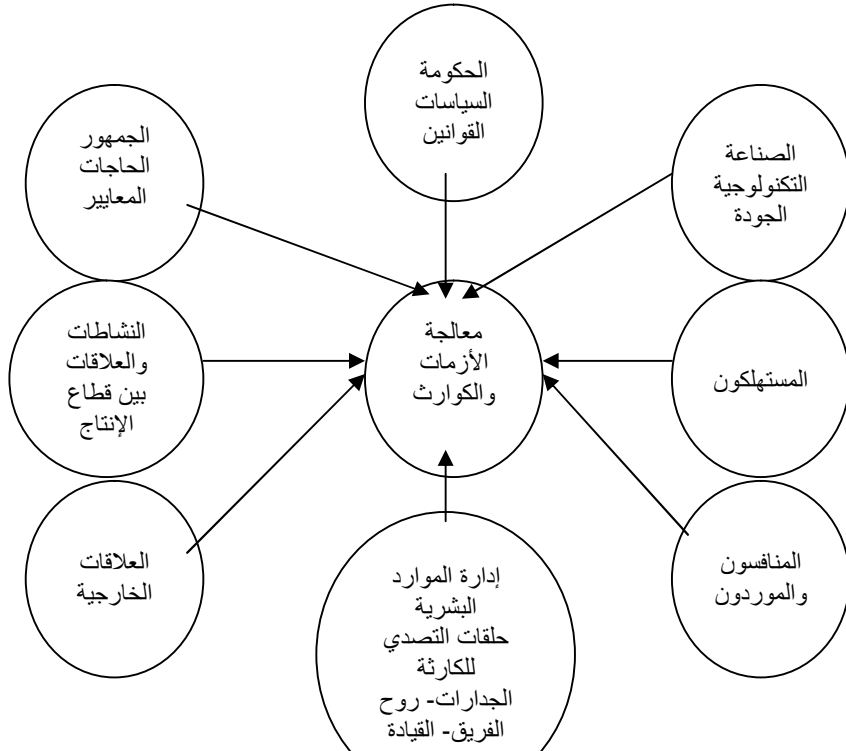 الحكومة
السياسات
القوانين
الصناعة
التكنولوجية
الجودة
الجمهور
الحاجات
المعايير
معالجة
الأزمات
والكوارث
المستهلكون
النشاطات
والعلاقات
بين قطاع
الإنتاج
المنافسون
والموردون
العلاقات
الخارجية
إدارة الموارد
البشرية
حلقات التصدي
للكارثة
الجدارات- روح
الفريق- القيادة